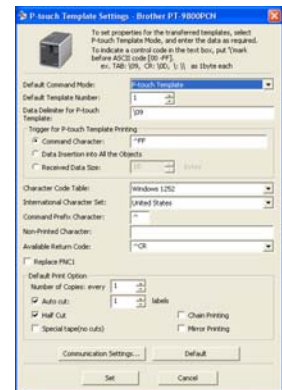 P-touch Template Settings - Brother PT-9800PCN
To set properties for the transferred templates, select
P-touch Template Mode, and enter the data as required.
To indicate a control code in the text box, put '\'(mark
before ASCII code [00 -FF].
ex. TAB: \09, CR: \0D, \: \\ as 1byte each
Default Command Mode: P-touch Template
Default Template Number: 1
Data Delimiter for P-touch \09
Template:
Trigger for P-touch Template Printing
Command Character: ^FF
Data Insertion into All the Objects
Received Data Size: 10 bytes
Character Code Table: Windows 1252
International Character Set: United States
Command Prefix Character: ^
Non-Printed Character:
Available Return Code: ^CR
Replace FNC1
Default Print Option
Number of Copies: every 1
Auto cut: 1 labels
Half Cut Chain Printing
Special tape(no cuts) Mirror Printing
Communication Settings... Default
Set Cancel